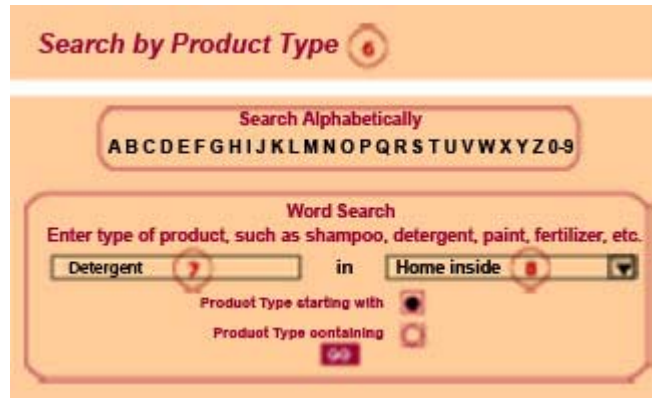 Search by Product Type 6
Search Alphabetically
A B C D E F G H I J K L M N O P Q R S T U V W X Y Z 0-9
Word Search
Enter type of product, such as shampoo, detergent, paint, fertilizer, etc.
Detergent 7 in Home inside 8
Product Type starting with
Product Type containing
GO